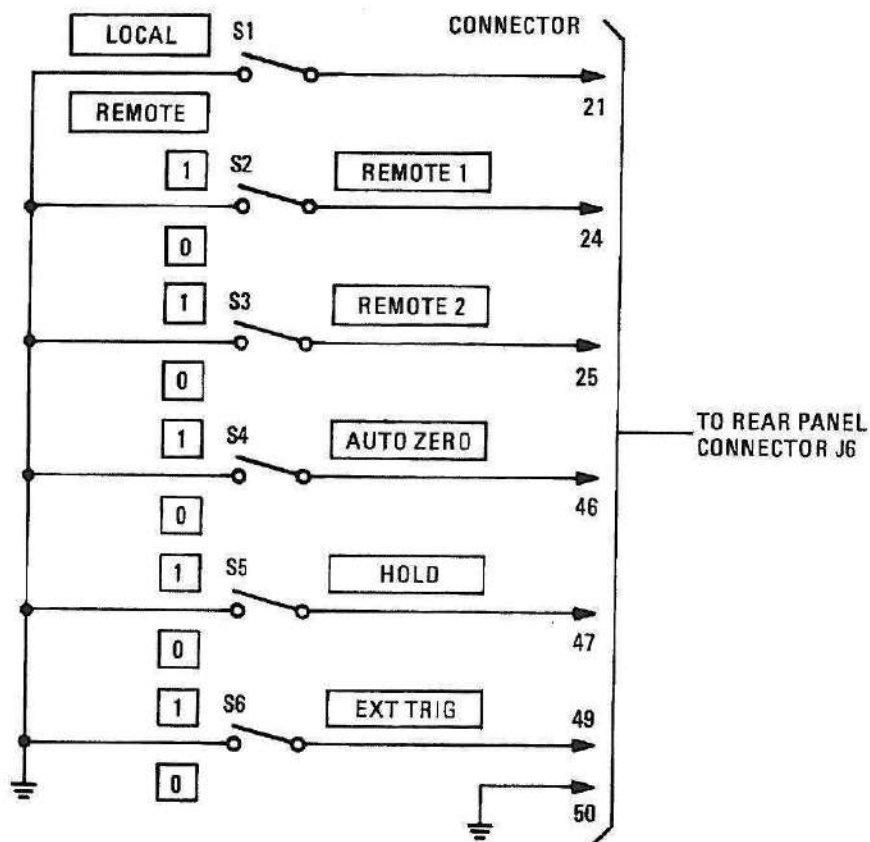 LOCAL S1 CONNECTOR
21
REMOTE
1 S2 REMOTE 1
24
0
1 S3 REMOTE 2
25
0
1 S4 AUTO ZERO
TO REAR PANEL
CONNECTOR J6
46
0
1 S5 HOLD
47
0
1 S6 EXT TRIG 49
0
50